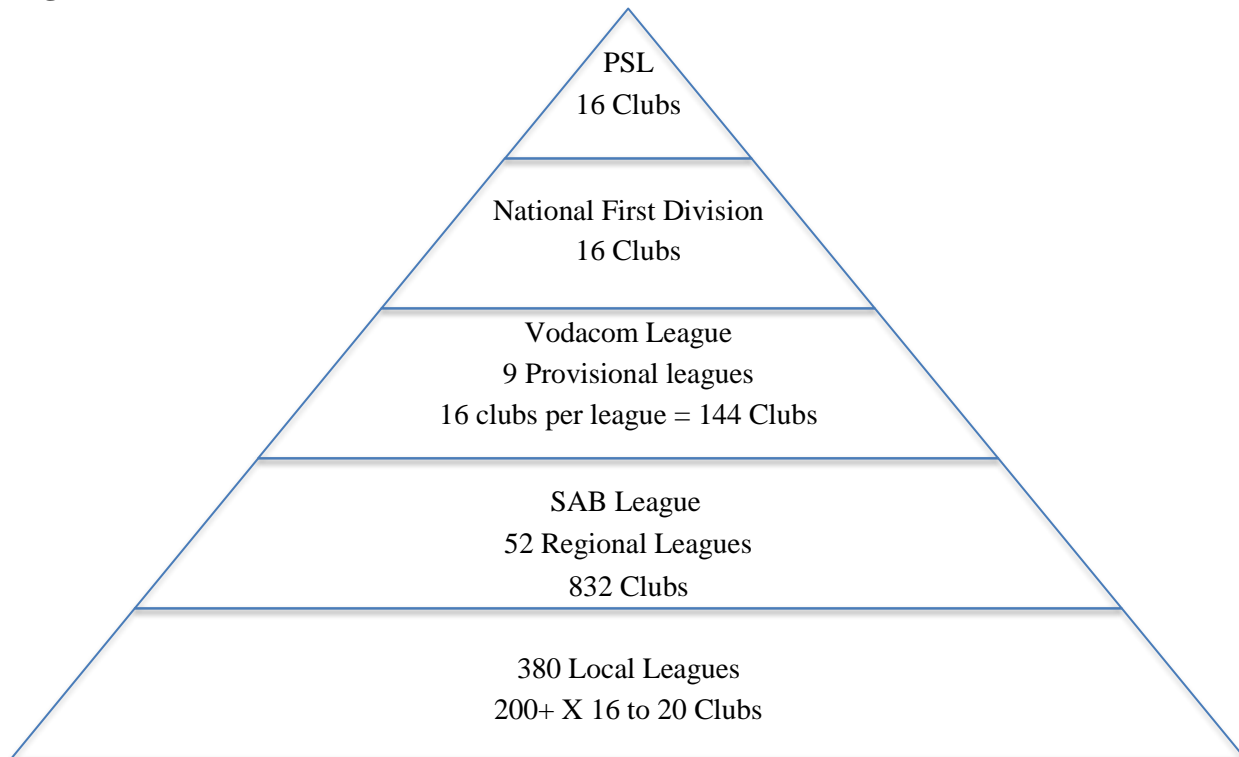 PSL
16 Clubs
National First Division
16 Clubs
Vodacom League
9 Provisional leagues
16 clubs per league = 144 Clubs
SAB League
52 Regional Leagues
832 Clubs
380 Local Leagues
200+ X 16 to 20 Clubs